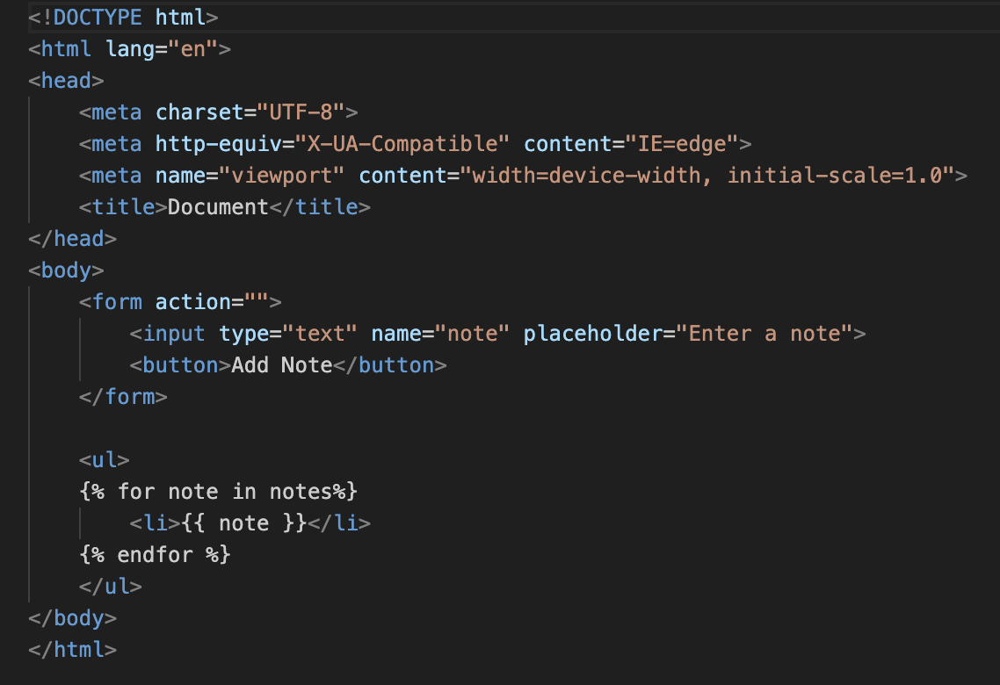 <!DOCTYPE html>
<html lang="en">
<head>
    <meta charset="UTF-8">
    <meta http-equiv="X-UA-Compatible" content="IE=edge">
    <meta name="viewport" content="width=device-width, initial-scale=1.0">
    <title>Document</title>
</head>
<body>
    <form action="">
        <input type="text" name="note" placeholder="Enter a note">
        <button>Add Note</button>
    </form>

    <ul>
    {% for note in notes%}
        <li>{{ note }}</li>
    {% endfor %}
    </ul>
</body>
</html>